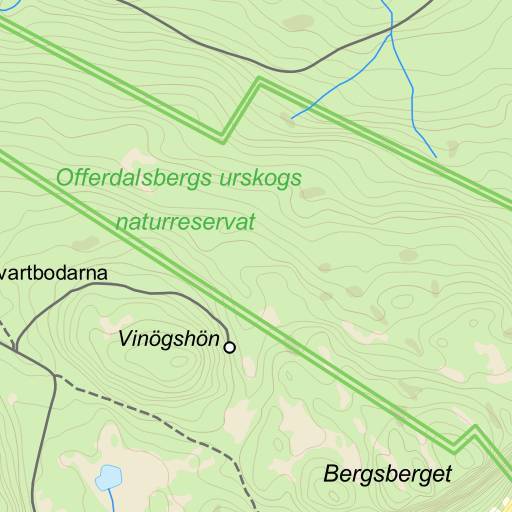 Offerdalsbergs urskogs
naturreservat
vartbodarna
Vinögshön
Bergsberget